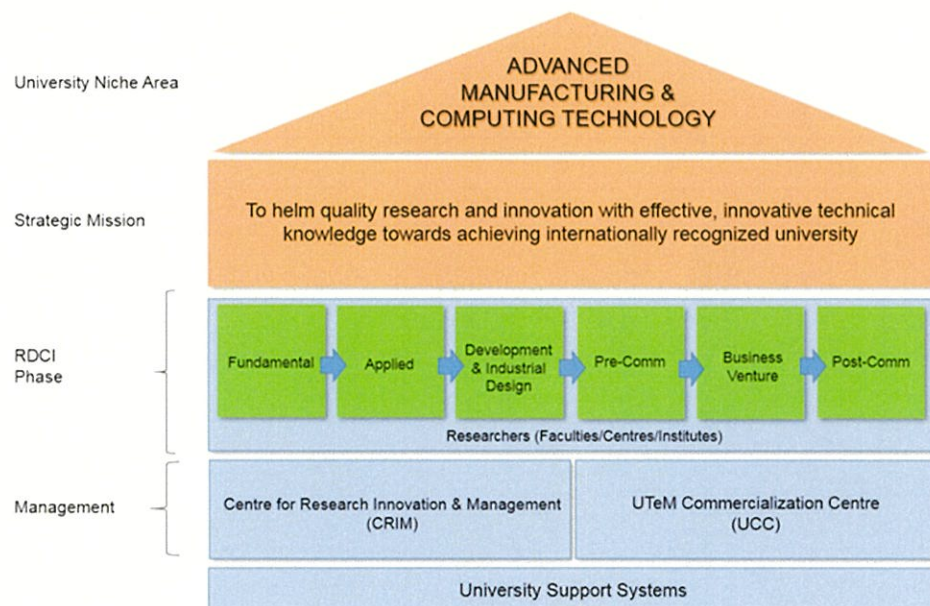 University Niche Area
ADVANCED
MANUFACTURING &
COMPUTING TECHNOLOGY
Strategic Mission
To helm quality research and innovation with effective, innovative technical
knowledge towards achieving internationally recognized university
RDCI
Phase
Fundamental
Applied
Development
& Industrial
Design
Pre-Comm
Business
Venture
Post-Comm
Researchers (Faculties/Centres/Institutes)
Management
Centre for Research Innovation & Management
(CRIM)
UTeM Commercialization Centre
(UCC)
University Support Systems